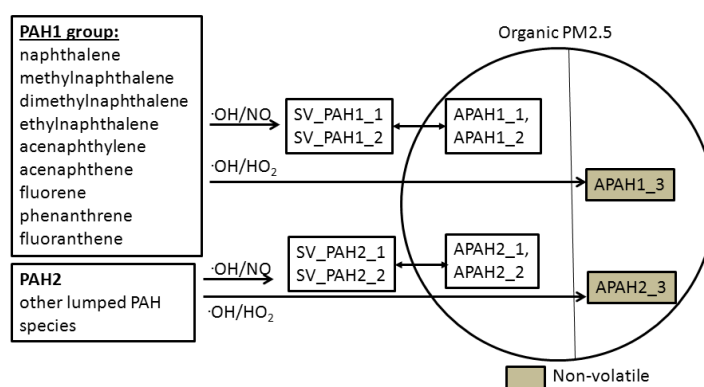 PAH1 group:
naphthalene
methylnaphthalene
dimethylnaphthalene
ethylnaphthalene
acenaphthylene
acenaphthene
fluorene
phenanthrene
fluoranthene
PAH2
other lumped PAH
species
·OH/NO
·OH/HO2
·OH/NO
·OH/HO2
SV_PAH1_1
SV_PAH1_2
SV_PAH2_1
SV_PAH2_2
Organic PM2.5
APAH1_1,
APAH1_2
APAH1_3
APAH2_1,
APAH2_2
APAH2_3
Non-volatile